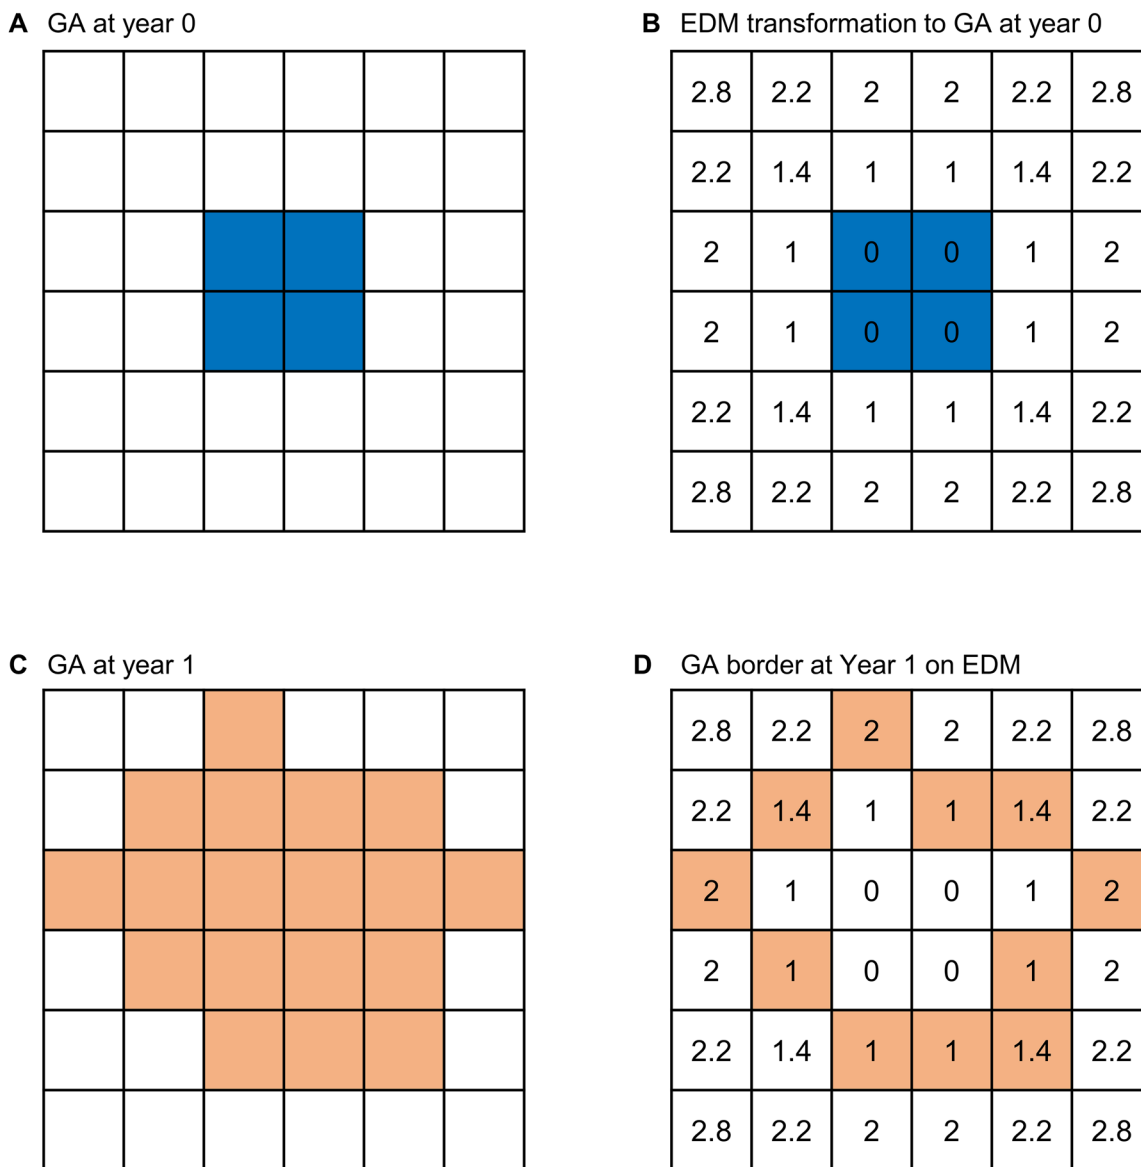 A GA at year 0
B EDM transformation to GA at year 0
2.8 2.2 2 2 2.2 2.8
2.2 1.4 1 1 1.4 2.2
2 1 0 0 1 2
2 1 0 0 1 2
2.2 1.4 1 1 1.4 2.2
2.8 2.2 2 2 2.2 2.8
C GA at year 1
D GA border at Year 1 on EDM
2.8 2.2 2 2 2.2 2.8
2.2 1.4 1 1 1.4 2.2
2 1 0 0 1 2
2 1 0 0 1 2
2.2 1.4 1 1 1.4 2.2
2.8 2.2 2 2 2.2 2.8